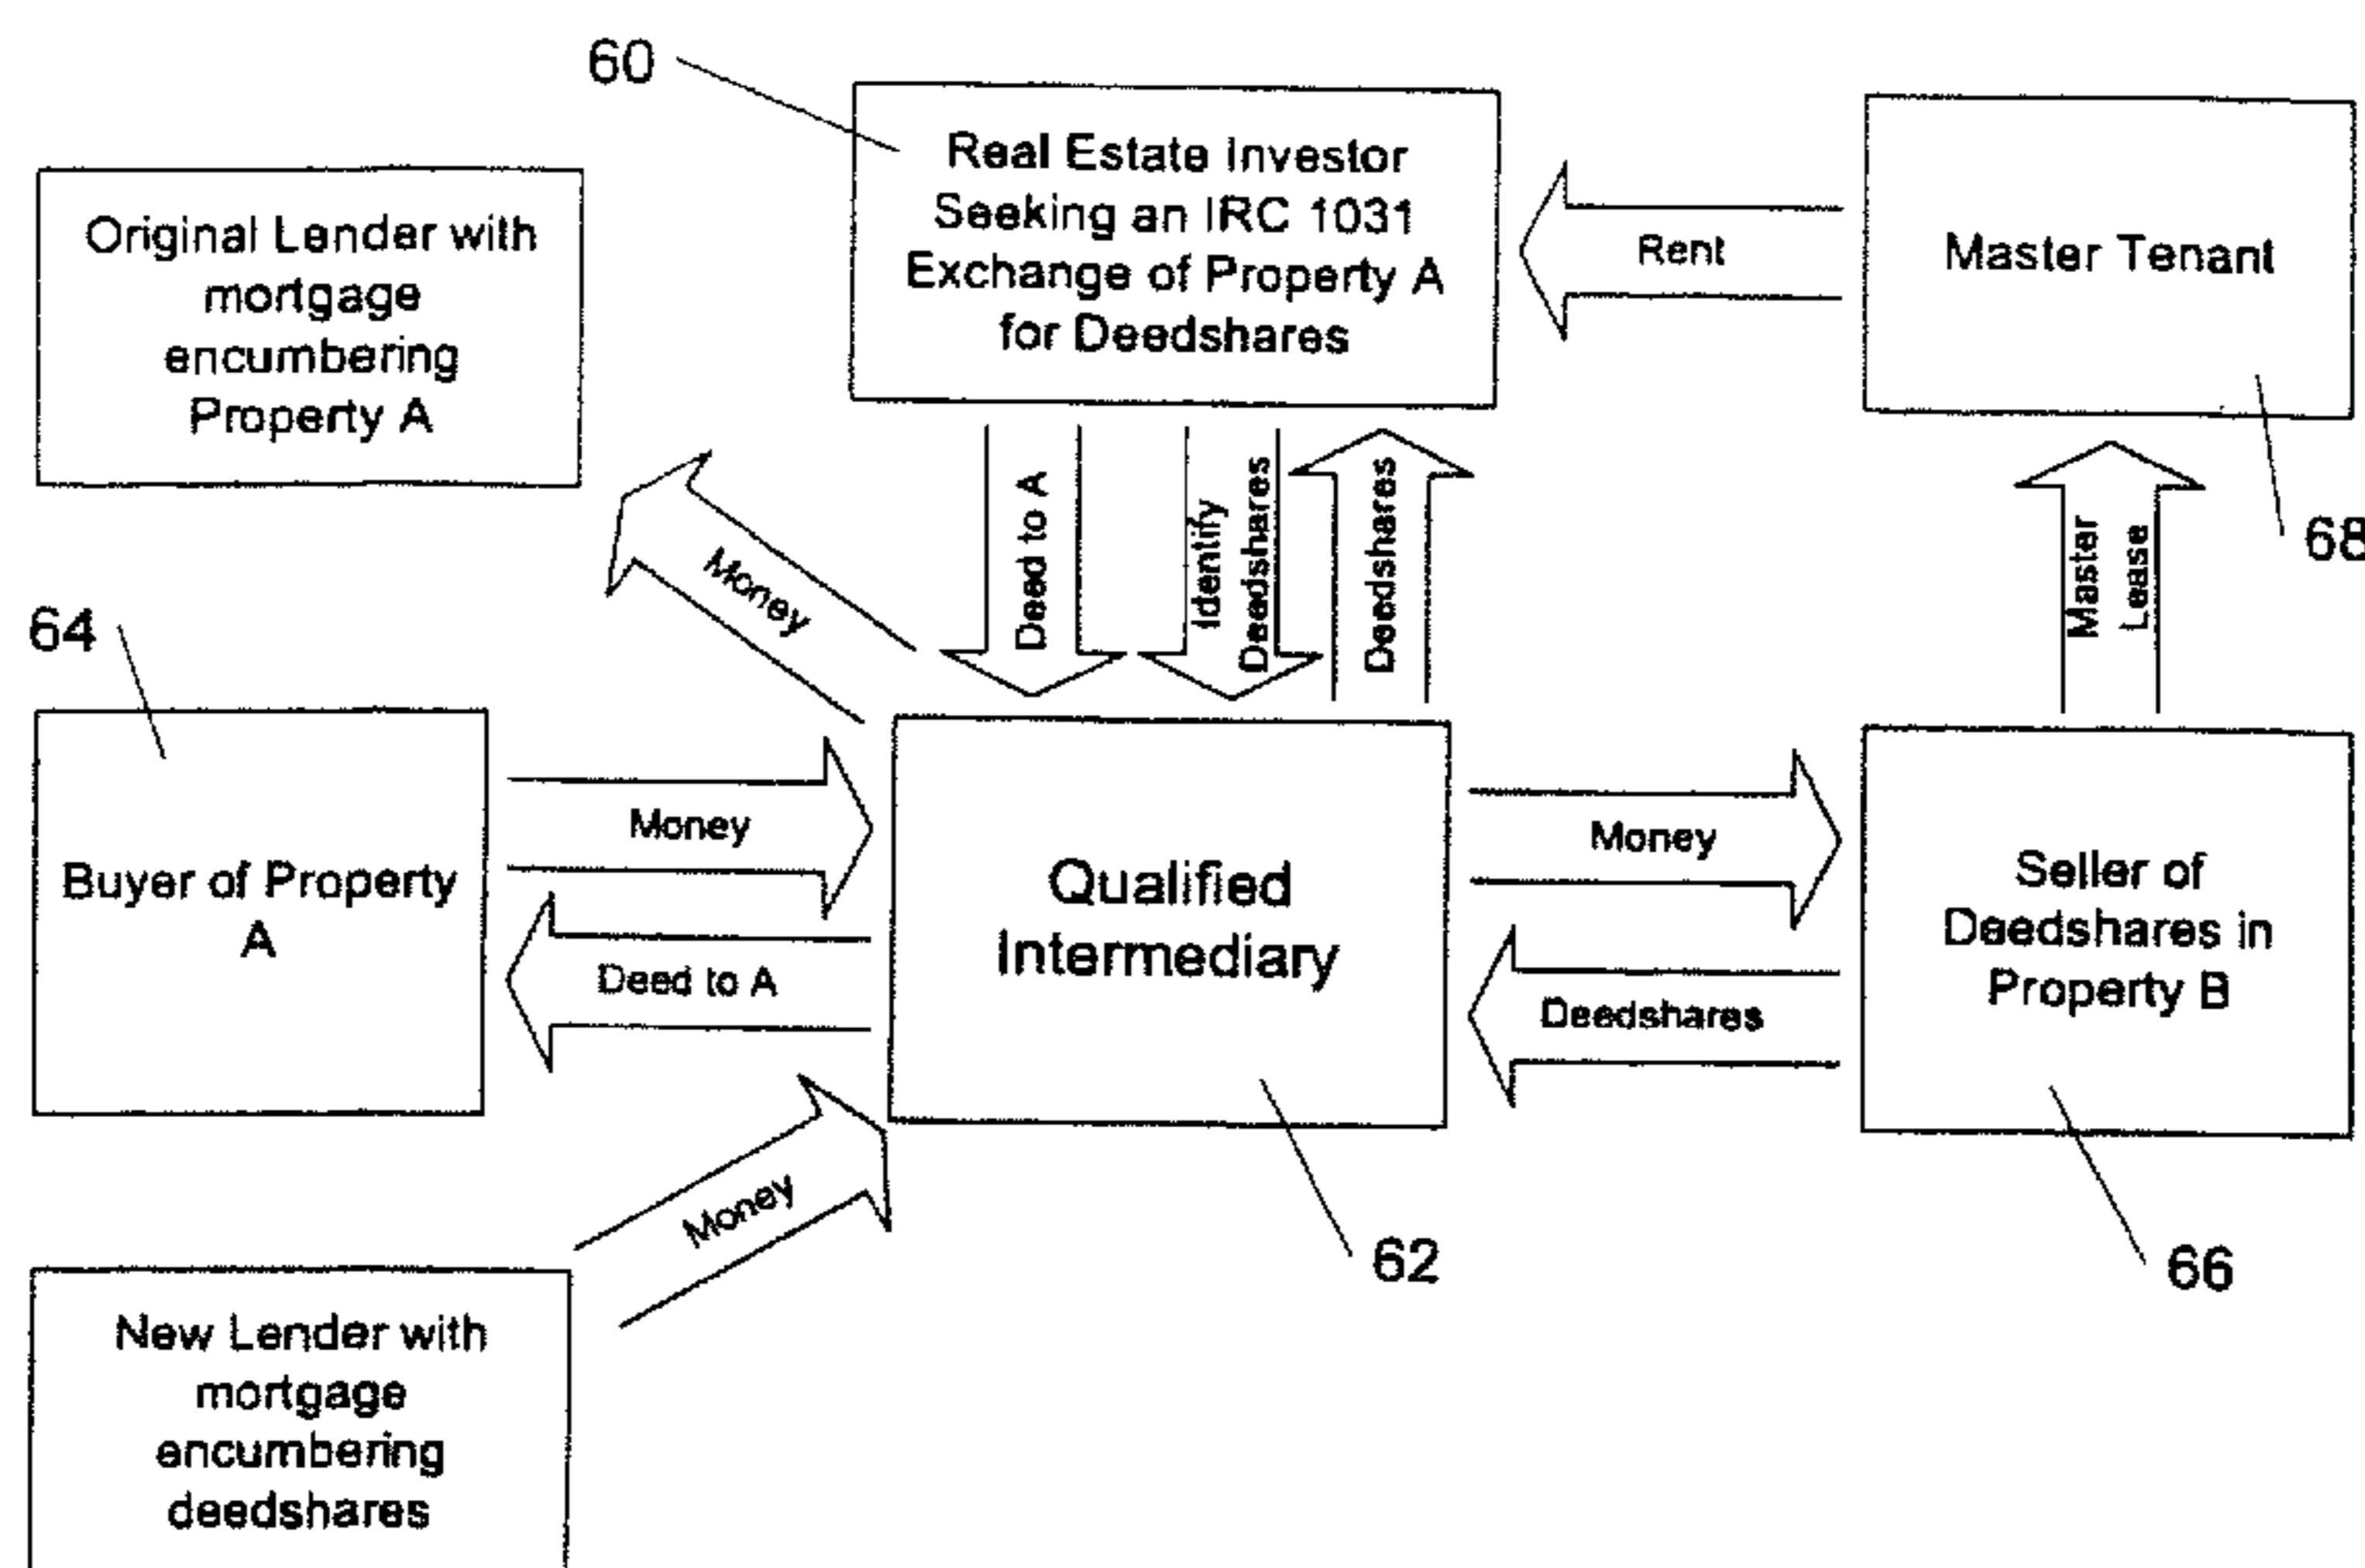 60
Real Estate Investor
Seeking an IRC 1031
Exchange of Property A
for Deedshares
Rent
Master Tenant
68
Original Lender with
mortgage
encumbering
Property A
Money
Deed to A
Identify
Deedshares
Deedshares
Master
Lease
64
Buyer of Property
A
Money
Deed to A
Qualified
Intermediary
62
Money
Deedshares
Seller of
Deedshares in
Property B
66
Money
New Lender with
mortgage
encumbering
deedshares